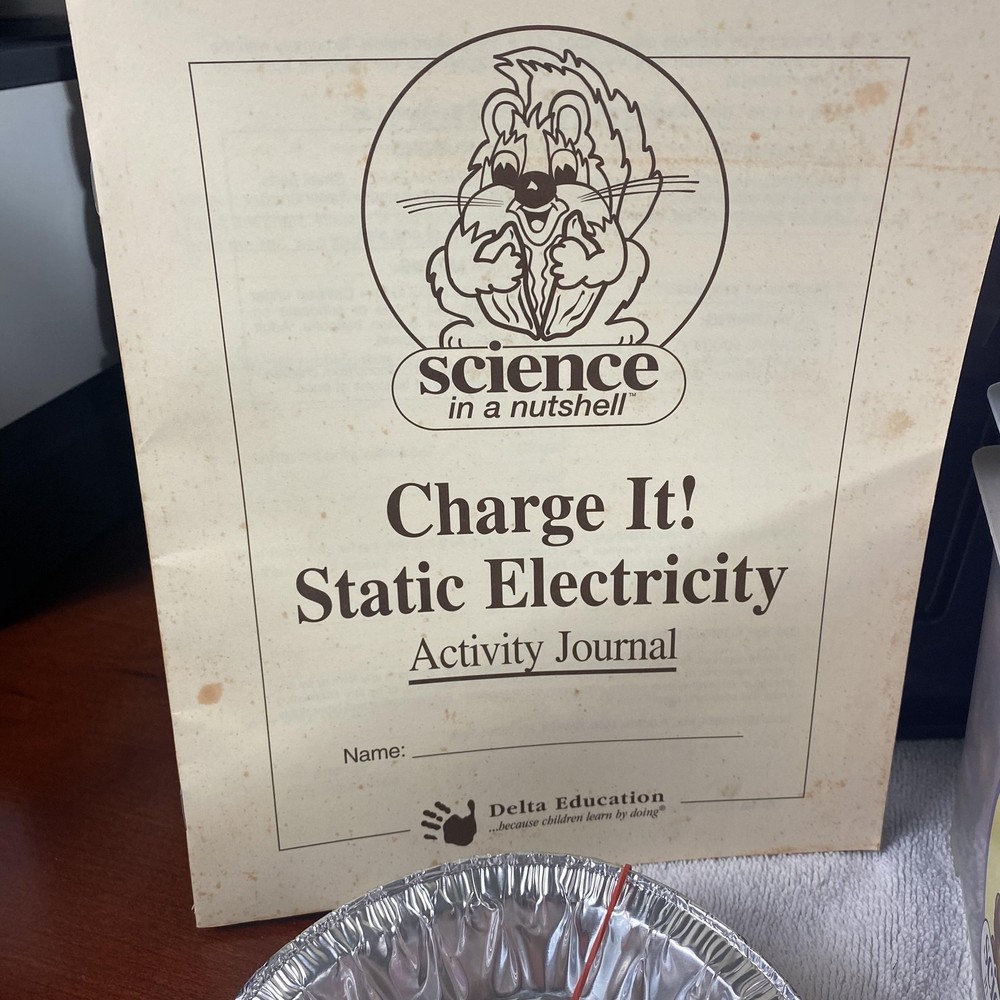 science
in a nutshell™
Charge It!
Static Electricity
Activity Journal
Name:
Delta Education
...because children learn by doing®